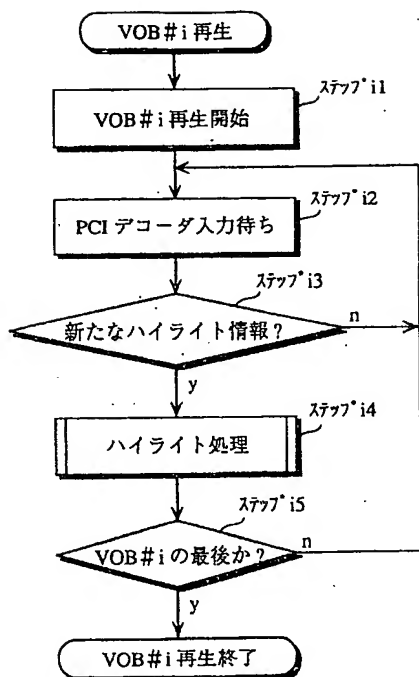 VOB#i 再生
ステップi1
VOB#i 再生開始
ステップi2
PCI デコーダ入力待ち
ステップi3
新たなハイライト情報?
n
y
ステップi4
ハイライト処理
ステップi5
VOB#i の最後か?
n
y
VOB#i 再生終了